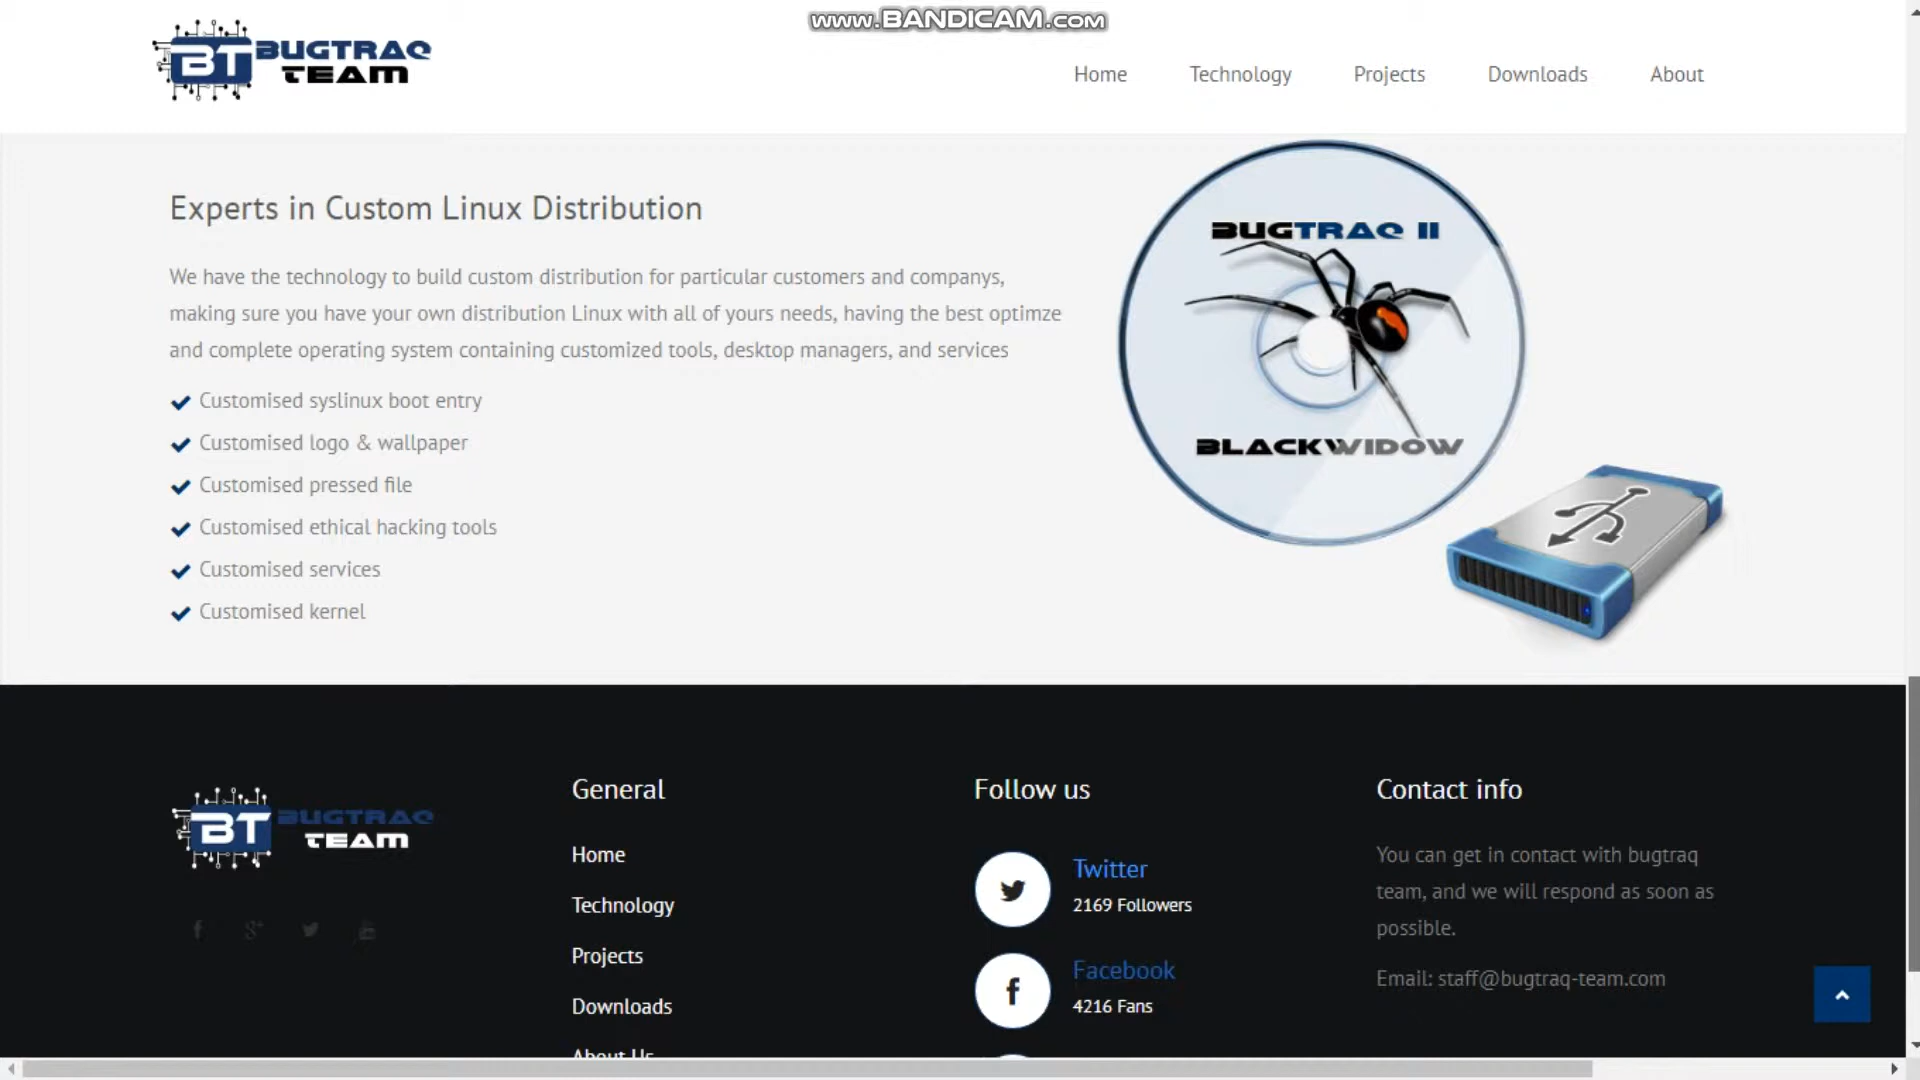 www.BANDICAM.com
BT BUGTRAQ
TEAM
Home Technology Projects Downloads About
Experts in Custom Linux Distribution
We have the technology to build custom distribution for particular customers and companys,
making sure you have your own distribution Linux with all of yours needs, having the best optimze
and complete operating system containing customized tools, desktop managers, and services
Customised syslinux boot entry
Customised logo & wallpaper
Customised pressed file
Customised ethical hacking tools
Customised services
Customised kernel
BUGTRAQ II
BLACKWIDOW
BT BUGTRAQ
TEAM
General
Home
Technology
Projects
Downloads
About Us
Follow us
Twitter
2169 Followers
Facebook
4216 Fans
Contact info
You can get in contact with bugtraq
team, and we will respond as soon as
possible.
Email: staff@bugtraq-team.com